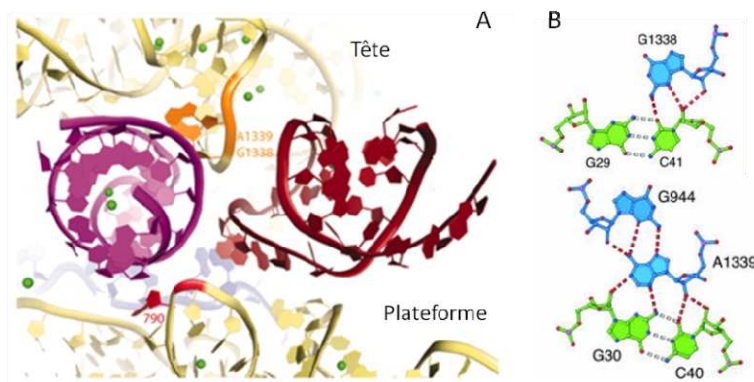 A
Tête
A1339
G1338
790
Plateforme
B
G1338
G29
C41
G944
A1339
G30
C40